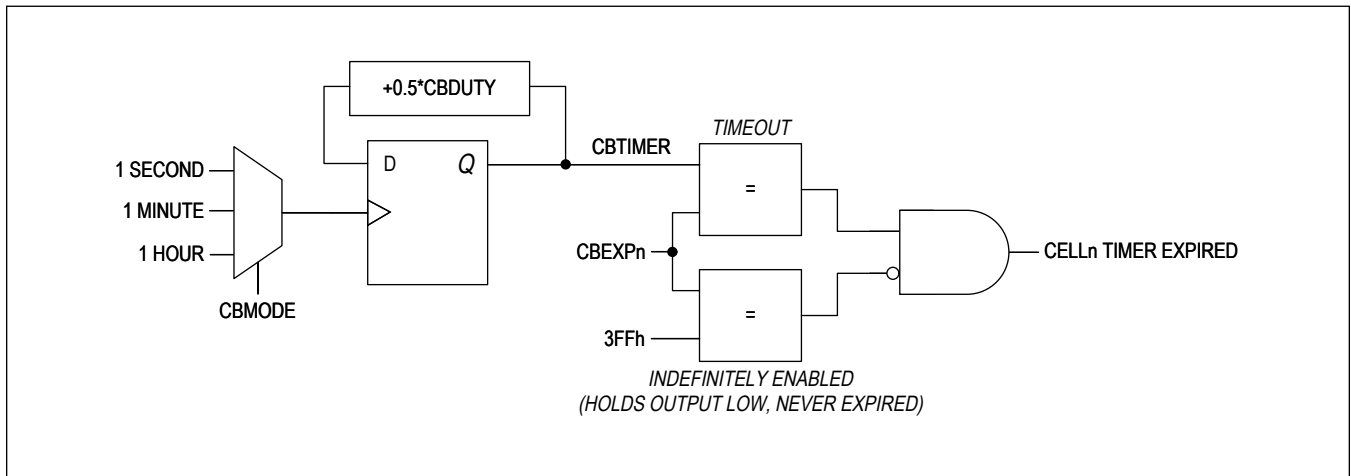 +0.5*CBDUTY
TIMEOUT
CBTIMER
D
Q
=
1 SECOND
1 MINUTE
1 HOUR
CBMODE
CBEXPn
CELLn TIMER EXPIRED
=
3FFh
INDEFINITELY ENABLED
(HOLDS OUTPUT LOW, NEVER EXPIRED)